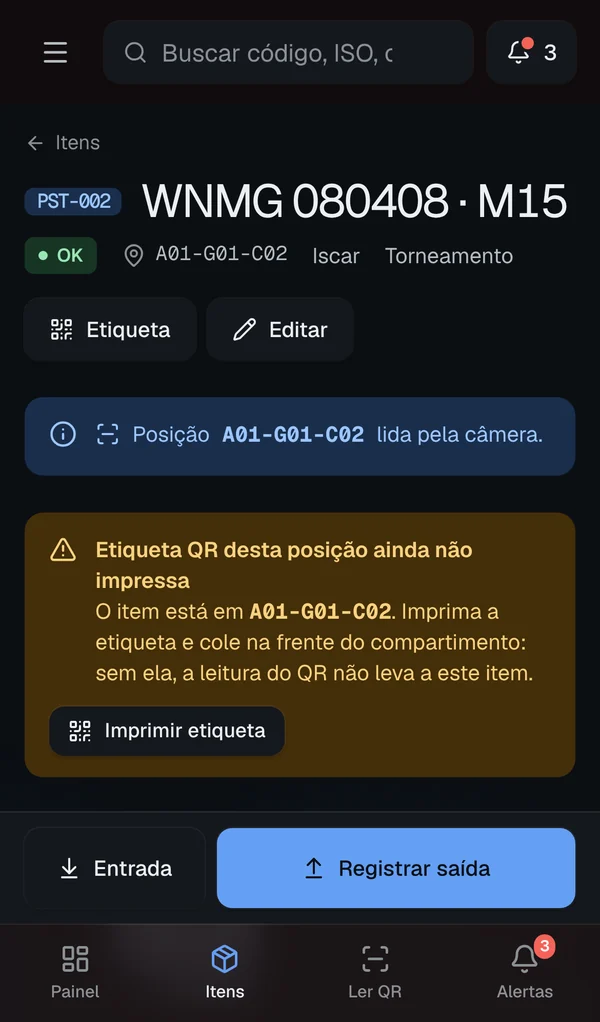 Buscar código, ISO, c
3
Itens
PST-002 WNMG 080408 · M15
OK A01-G01-C02 Iscar Torneamento
Etiqueta Editar
Posição A01-G01-C02 lida pela câmera.
Etiqueta QR desta posição ainda não
impressa
O item está em A01-G01-C02. Imprima a
etiqueta e cole na frente do compartimento:
sem ela, a leitura do QR não leva a este item.
Imprimir etiqueta
Entrada Registrar saída
3
Painel Itens Ler QR Alertas